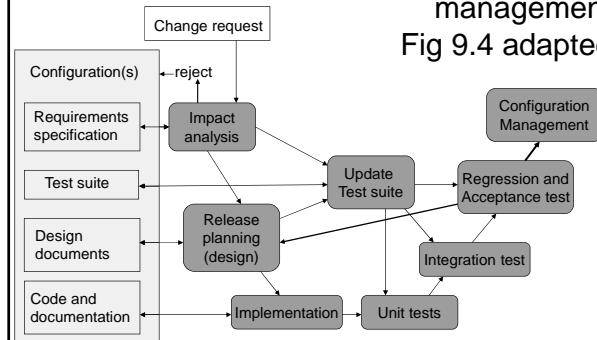 managemen
Fig 9.4 adapted
Change request
Configuration(s)
reject
Requirements
specification
Impact
analysis
Configuration
Management
Test suite
Update
Test suite
Regression and
Acceptance test
Design
documents
Release
planning
(design)
Integration test
Code and
documentation
Implementation
Unit tests